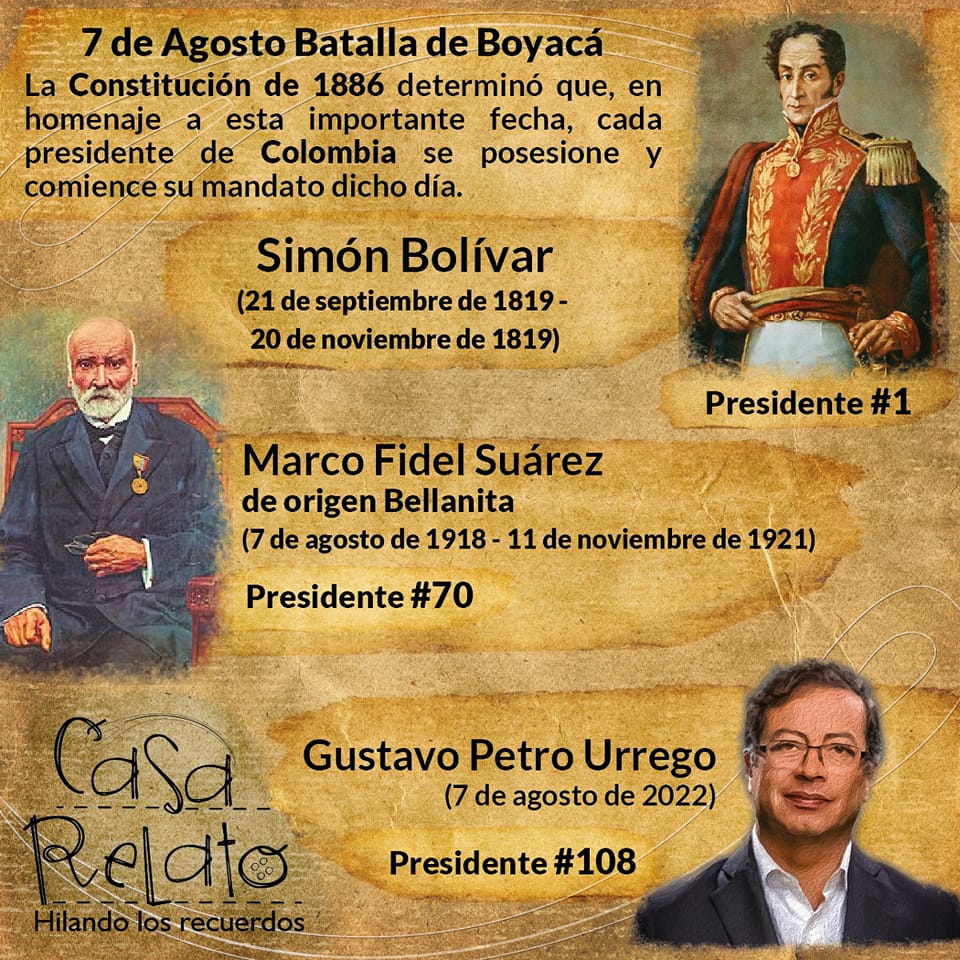 7 de Agosto Batalla de Boyacá
La Constitución de 1886 determinó que, en
homenaje a esta importante fecha, cada
presidente de Colombia se posesione y
comience su mandato dicho día.
Simón Bolívar
(21 de septiembre de 1819 -
20 de noviembre de 1819)
Presidente #1
Marco Fidel Suárez
de origen Bellanita
(7 de agosto de 1918 - 11 de noviembre de 1921)
Presidente #70
Gustavo Petro Urrego
(7 de agosto de 2022)
Presidente #108
Casa
Relato
Hilando los recuerdos